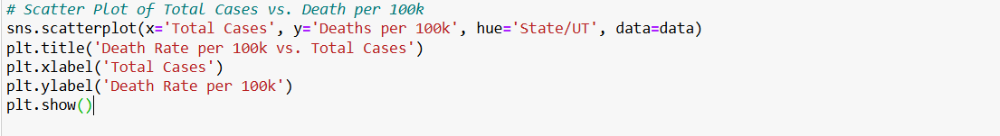 # Scatter Plot of Total Cases vs. Death per 100k
sns.scatterplot(x='Total Cases', y='Deaths per 100k', hue='State/UT', data=data)
plt.title('Death Rate per 100k vs. Total Cases')
plt.xlabel('Total Cases')
plt.ylabel('Death Rate per 100k')
plt.show()